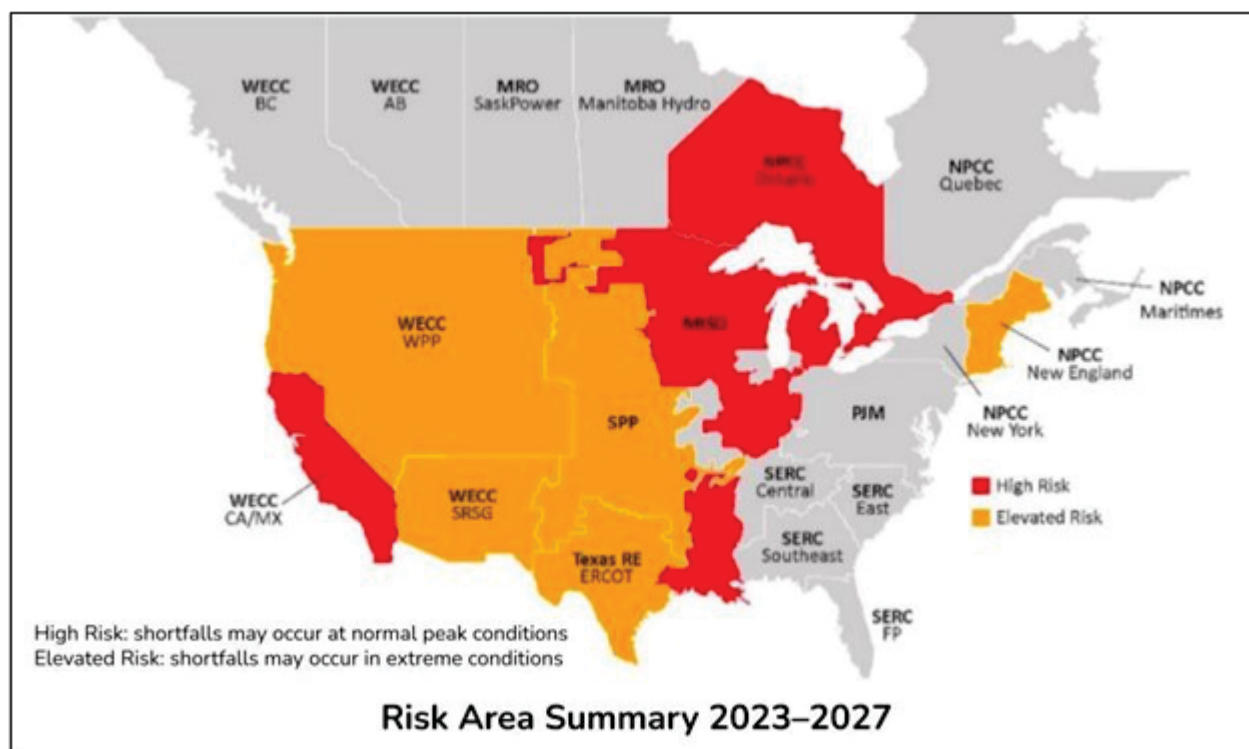 WECC
BC
WECC
AB
MRO
SaskPower
MRO
Manitoba Hydro
NPCC
Ontario
NPCC
Quebec
NPCC
Maritimes
WECC
WPP
MISO
NPCC
New England
SPP
PJM
NPCC
New York
WECC
CA/MX
WECC
SRSG
SERC
Central
SERC
East
High Risk
Elevated Risk
Texas RE
ERCOT
SERC
Southeast
SERC
FP
High Risk: shortfalls may occur at normal peak conditions
Elevated Risk: shortfalls may occur in extreme conditions
Risk Area Summary 2023–2027